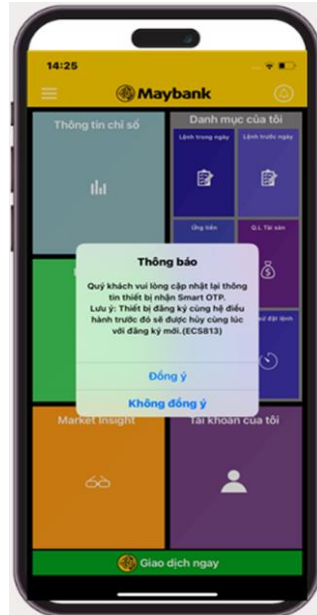 14:25
Maybank
Thông tin chỉ số
Danh mục của tôi
Lệnh trong ngày
Lệnh trước ngày
Ứng tiền
Q.L Tài sản
Thông báo
Quý khách vui lòng cập nhật lại thông
tin thiết bị nhận Smart OTP.
Lưu ý: Thiết bị đăng ký cùng hệ điều
hành trước đó sẽ được hủy cùng lúc
với đăng ký mới.(ECS813)
đặt lệnh
Đồng ý
Không đồng ý
Market Insight
Tài khoản của tôi
Giao dịch ngay